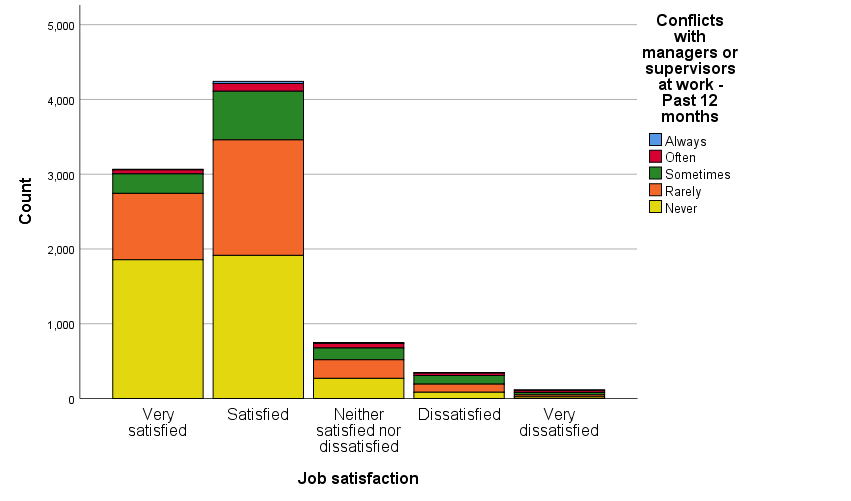 5,000
4,000
3,000
2,000
1,000
0
Count
Very
satisfied
Satisfied
Neither
satisfied nor
dissatisfied
Dissatisfied
Very
dissatisfied
Job satisfaction
Conflicts
with
managers or
supervisors
at work -
Past 12
months
Always
Often
Sometimes
Rarely
Never